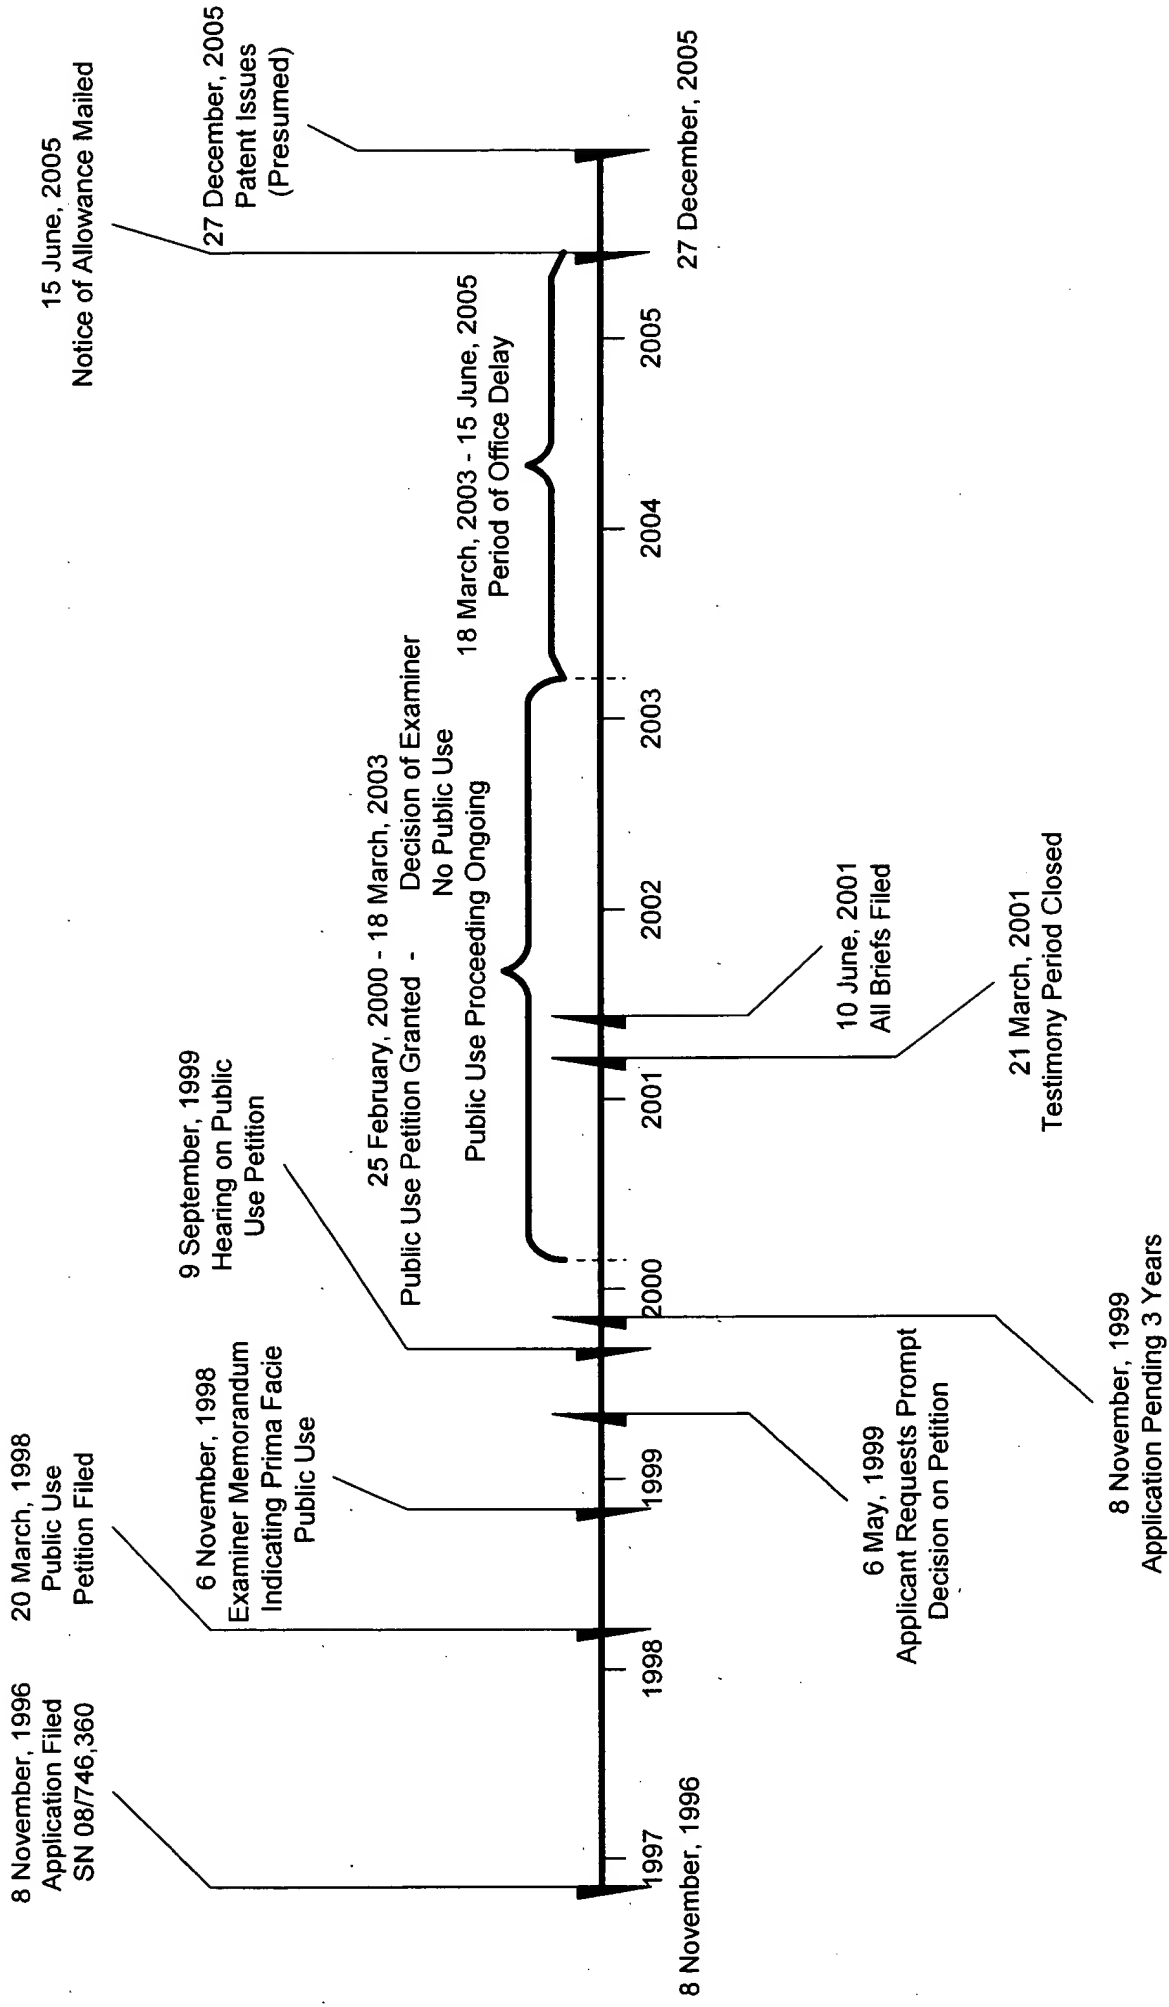 8 November, 1996
Application Filed
SN 08/746,360
20 March, 1998
Public Use
Petition Filed
6 November, 1998
Examiner Memorandum
Indicating Prima Facie
Public Use
9 September, 1999
Hearing on Public
Use Petition
25 February, 2000 - 18 March, 2003
Public Use Petition Granted - Decision of Examiner
No Public Use
Public Use Proceeding Ongoing
18 March, 2003 - 15 June, 2005
Period of Office Delay
15 June, 2005
Notice of Allowance Mailed
27 December, 2005
Patent Issues
(Presumed)
1997
1998
1999
2000
2001
2002
2003
2004
2005
8 November, 1996
27 December, 2005
6 May, 1999
Applicant Requests Prompt
Decision on Petition
8 November, 1999
Application Pending 3 Years
21 March, 2001
Testimony Period Closed
10 June, 2001
All Briefs Filed